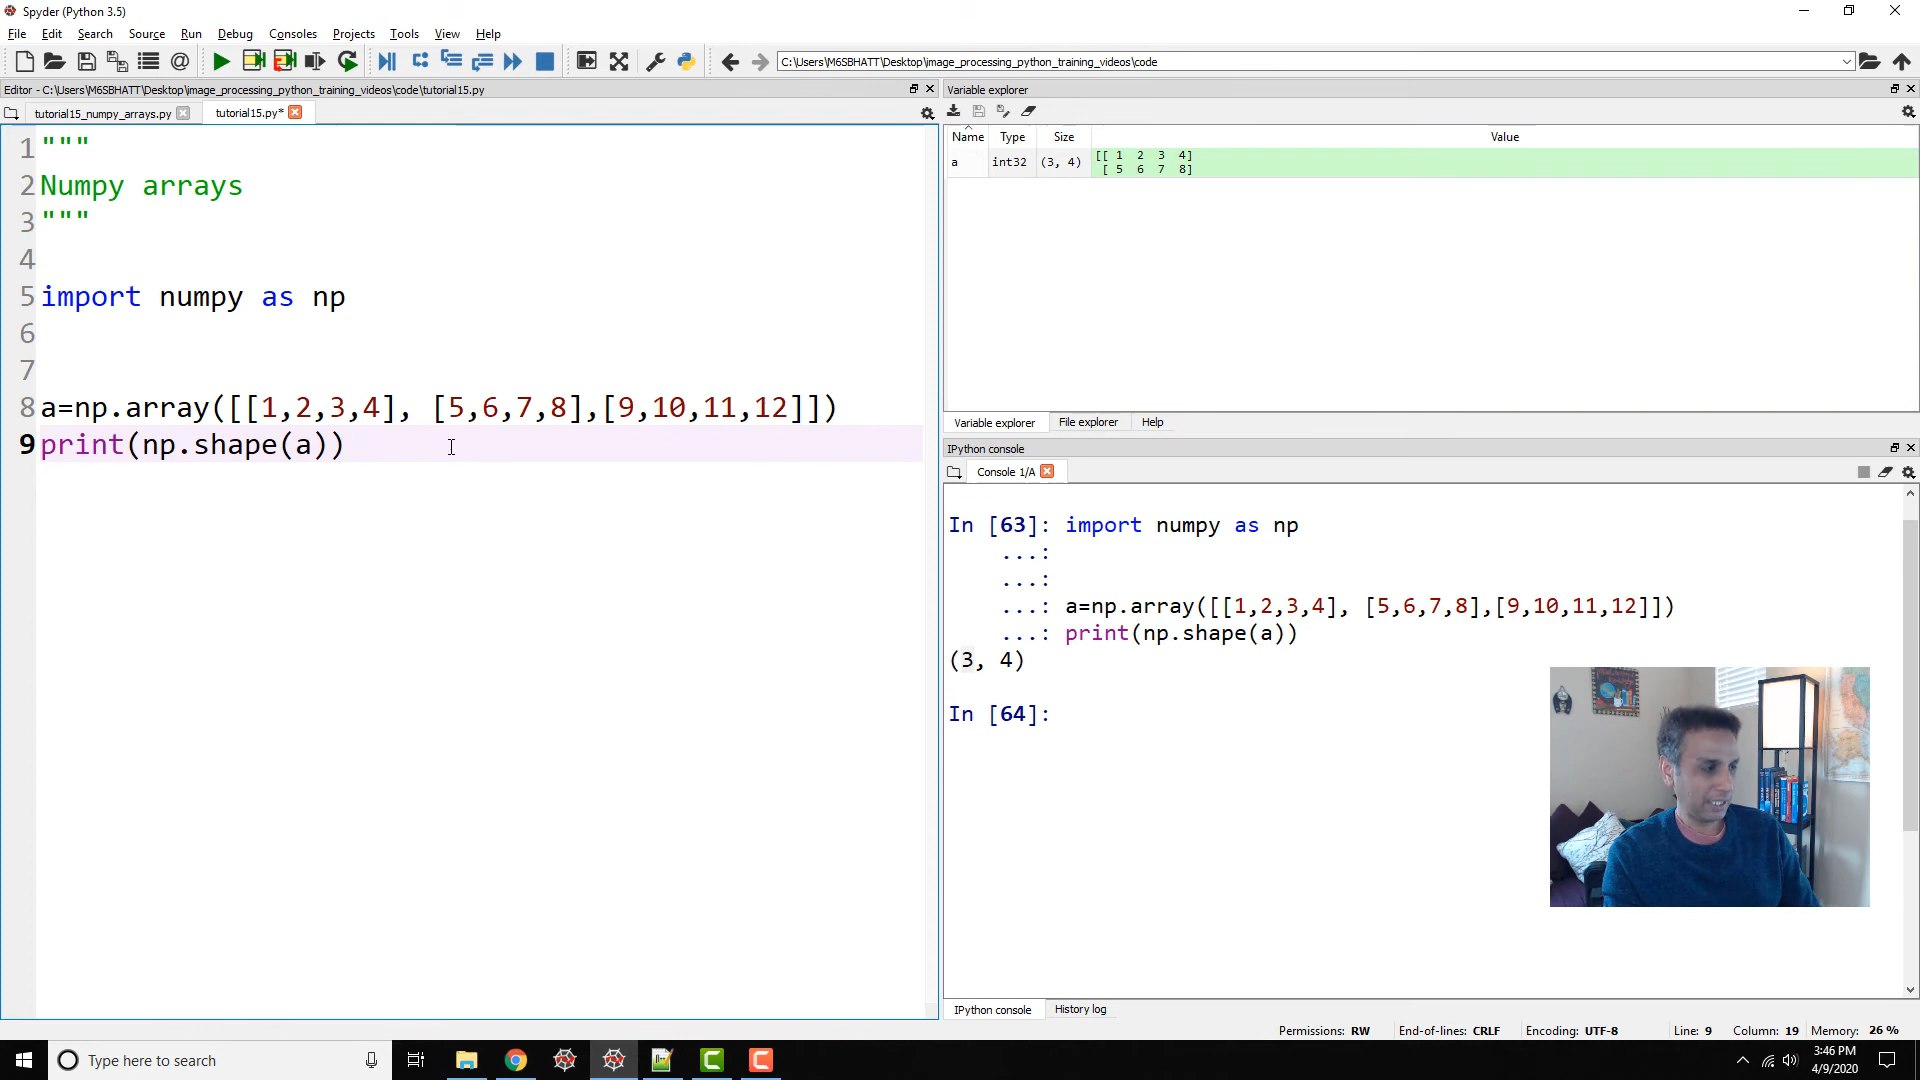 Spyder (Python 3.5)
File Edit Search Source Run Debug Consoles Projects Tools View Help
C:\Users\M6SBHATT\Desktop\image_processing_python_training_videos\code
Editor - C:\Users\M6SBHATT\Desktop\image_processing_python_training_videos\code\tutorial15.py
tutorial15_numpy_arrays.py
tutorial15.py*
1 """
2 Numpy arrays
3 """
4
5 import numpy as np
6
7
8 a=np.array([[1,2,3,4], [5,6,7,8],[9,10,11,12]])
9 print(np.shape(a))
Variable explorer
Name Type Size Value
a int32 (3, 4) [[ 1 2 3 4]
[ 5 6 7 8]
Variable explorer File explorer Help
IPython console
Console 1/A
In [63]: import numpy as np
...:
...:
...: a=np.array([[1,2,3,4], [5,6,7,8],[9,10,11,12]])
...: print(np.shape(a))
(3, 4)
In [64]:
IPython console History log
Permissions: RW End-of-lines: CRLF Encoding: UTF-8 Line: 9 Column: 19 Memory: 26 %
Type here to search
3:46 PM
4/9/2020